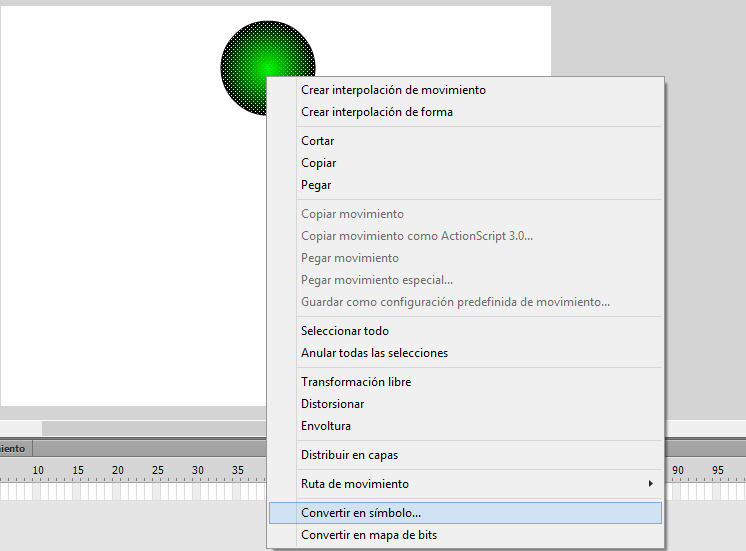 Crear interpolación de movimiento
Crear interpolación de forma
Cortar
Copiar
Pegar
Copiar movimiento
Copiar movimiento como ActionScript 3.0...
Pegar movimiento
Pegar movimiento especial...
Guardar como configuración predefinida de movimiento...
Seleccionar todo
Anular todas las selecciones
Transformación libre
Distorsionar
Envoltura
Distribuir en capas
miento
10 15 20 25 30 35 90 95
Ruta de movimiento
Convertir en símbolo...
Convertir en mapa de bits